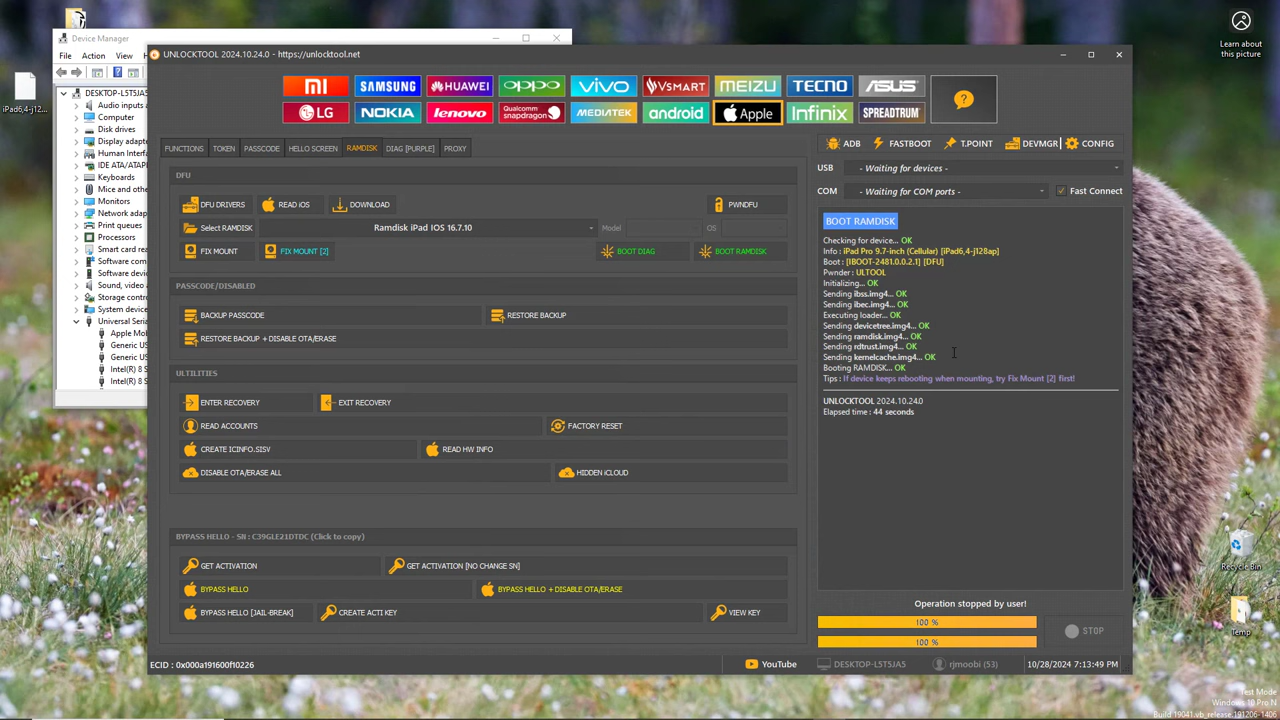 Learn about
this picture
iPad6,4-j12...
Device Manager
File Action View
DESKTOP-L5T5JA5
Audio inputs a
Computer
Disk drives
Display adapte
Human Interf
IDE ATA/ATAPI
Keyboards
Mice and othe
Monitors
Network adap
Print queues
Processors
Smart card rea
Software com
Software devi
Sound, video a
Storage contro
System device
Universal Seria
Apple Mo
Generic US
Generic US
Intel(R) 8 S
Intel(R) 8 S
UNLOCKTOOL 2024.10.24.0 - https://unlocktool.net
MI SAMSUNG HUAWEI OPPO VIVO VSMART MEIZU TECNO ASUS
LG NOKIA lenovo Qualcomm snapdragon MEDIATEK android Apple Infinix SPREADTRUM
FUNCTIONS TOKEN PASSCODE HELLO SCREEN RAMDISK DIAG [PURPLE] PROXY
DFU
DFU DRIVERS READ iOS DOWNLOAD PWNDFU
Select RAMDISK Ramdisk iPad IOS 16.7.10 Model OS
FIX MOUNT FIX MOUNT [2] BOOT DIAG BOOT RAMDISK
PASSCODE/DISABLED
BACKUP PASSCODE RESTORE BACKUP
RESTORE BACKUP + DISABLE OTA/ERASE
ULTILITIES
ENTER RECOVERY EXIT RECOVERY
READ ACCOUNTS FACTORY RESET
CREATE ICINFO.SISV READ HW INFO
DISABLE OTA/ERASE ALL HIDDEN iCLOUD
BYPASS HELLO - SN : C39GLE21DTDC (Click to copy)
GET ACTIVATION GET ACTIVATION [NO CHANGE SN]
BYPASS HELLO BYPASS HELLO + DISABLE OTA/ERASE
BYPASS HELLO [JAIL-BREAK] CREATE ACTI KEY VIEW KEY
ADB FASTBOOT T.POINT DEVMGR CONFIG
USB - Waiting for devices -
COM - Waiting for COM ports - Fast Connect
BOOT RAMDISK
Checking for device... OK
Info : iPad Pro 9.7-inch (Cellular) [iPad6,4-j128ap]
Boot : [IBOOT-2481.0.0.2.1] [DFU]
Pwnder : ULTOOL
Initializing... OK
Sending ibss.img4... OK
Sending ibec.img4... OK
Executing loader... OK
Sending devicetree.img4... OK
Sending ramdisk.img4... OK
Sending rdtrust.img4... OK
Sending kernelcache.img4... OK
Booting RAMDISK... OK
Tips : If device keeps rebooting when mounting, try Fix Mount [2] first!
UNLOCKTOOL 2024.10.24.0
Elapsed time : 44 seconds
Operation stopped by user!
100 %
100 %
STOP
ECID : 0x000a191600f10226
YouTube DESKTOP-L5T5JA5 rjmoobi (53) 10/28/2024 7:13:49 PM
Recycle Bin
Temp
Test Mode
Windows 10 Pro N
Build 19041.vb_release.191206-1406